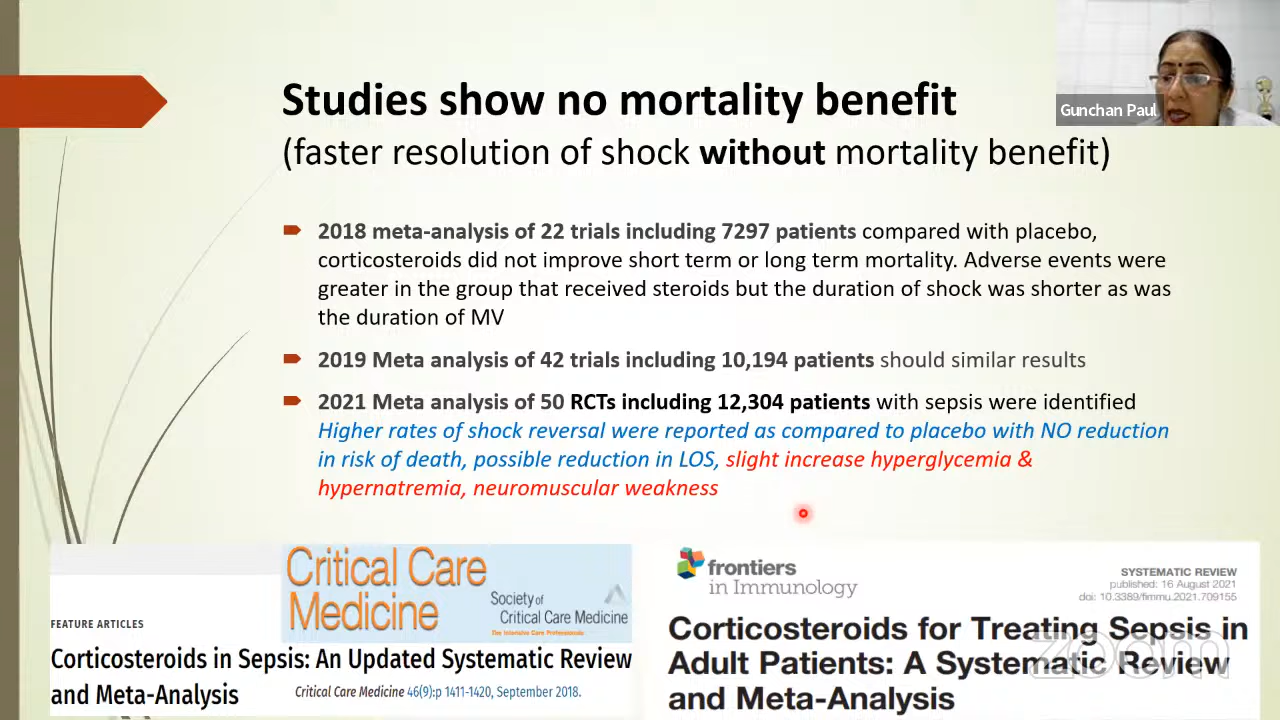 Studies show no mortality benefit
(faster resolution of shock without mortality benefit)
Gunchan Paul
2018 meta-analysis of 22 trials including 7297 patients compared with placebo,
corticosteroids did not improve short term or long term mortality. Adverse events were
greater in the group that received steroids but the duration of shock was shorter as was
the duration of MV
2019 Meta analysis of 42 trials including 10,194 patients should similar results
2021 Meta analysis of 50 RCTs including 12,304 patients with sepsis were identified
Higher rates of shock reversal were reported as compared to placebo with NO reduction
in risk of death, possible reduction in LOS, slight increase hyperglycemia &
hypernatremia, neuromuscular weakness
Critical Care
Medicine
Society of
Critical Care Medicine
The Intensive Care Professionals
FEATURE ARTICLES
Corticosteroids in Sepsis: An Updated Systematic Review
and Meta-Analysis
Critical Care Medicine 46(9):p 1411-1420, September 2018.
frontiers
in Immunology
SYSTEMATIC REVIEW
published: 16 August 2021
doi: 10.3389/fimmu.2021.709155
Corticosteroids for Treating Sepsis in
Adult Patients: A Systematic Review
and Meta-Analysis
zoom